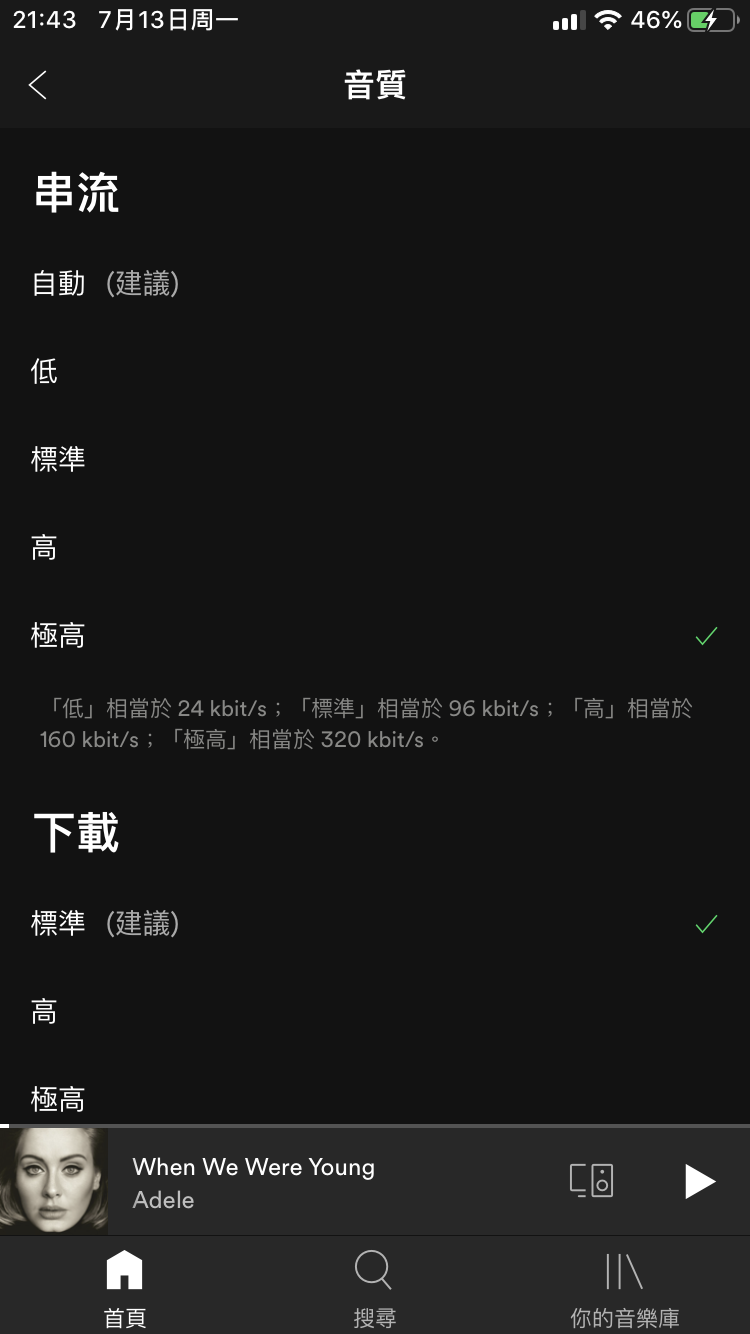 21:43 7月13日周一 46%
音質
串流
自動 (建議)
低
標準
高
極高
「低」相當於 24 kbit/s；「標準」相當於 96 kbit/s；「高」相當於
160 kbit/s；「極高」相當於 320 kbit/s。
下載
標準 (建議)
高
極高
When We Were Young
Adele
首頁 搜尋 你的音樂庫